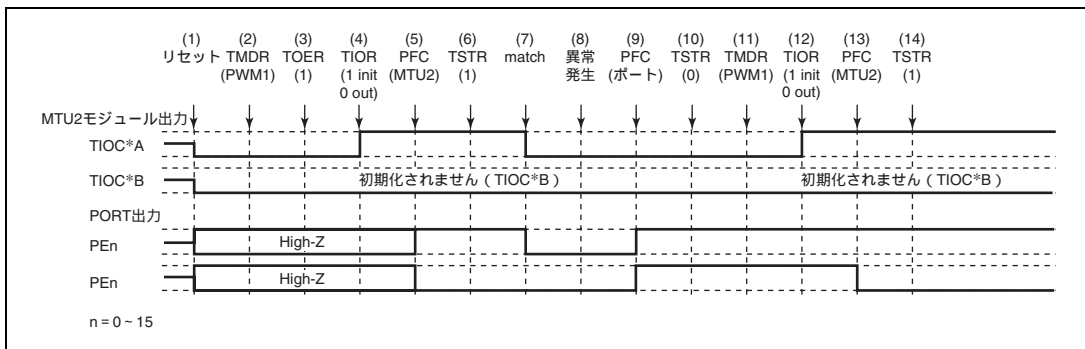 (1) (2) (3) (4) (5) (6) (7) (8) (9) (10) (11) (12) (13) (14)
リセット TMDR TOER TIOR PFC TSTR match 異常 PFC TSTR TMDR TIOR PFC TSTR
(PWM1) (1) (1 init (MTU2) (1) 発生 (ポート) (0) (PWM1) (1 init (MTU2) (1)
0 out) 0 out)
MTU2モジュール出力
TIOC*A
TIOC*B 初期化されません（TIOC*B） 初期化されません（TIOC*B）
PORT出力
PEn High-Z
PEn High-Z
n = 0 ~ 15